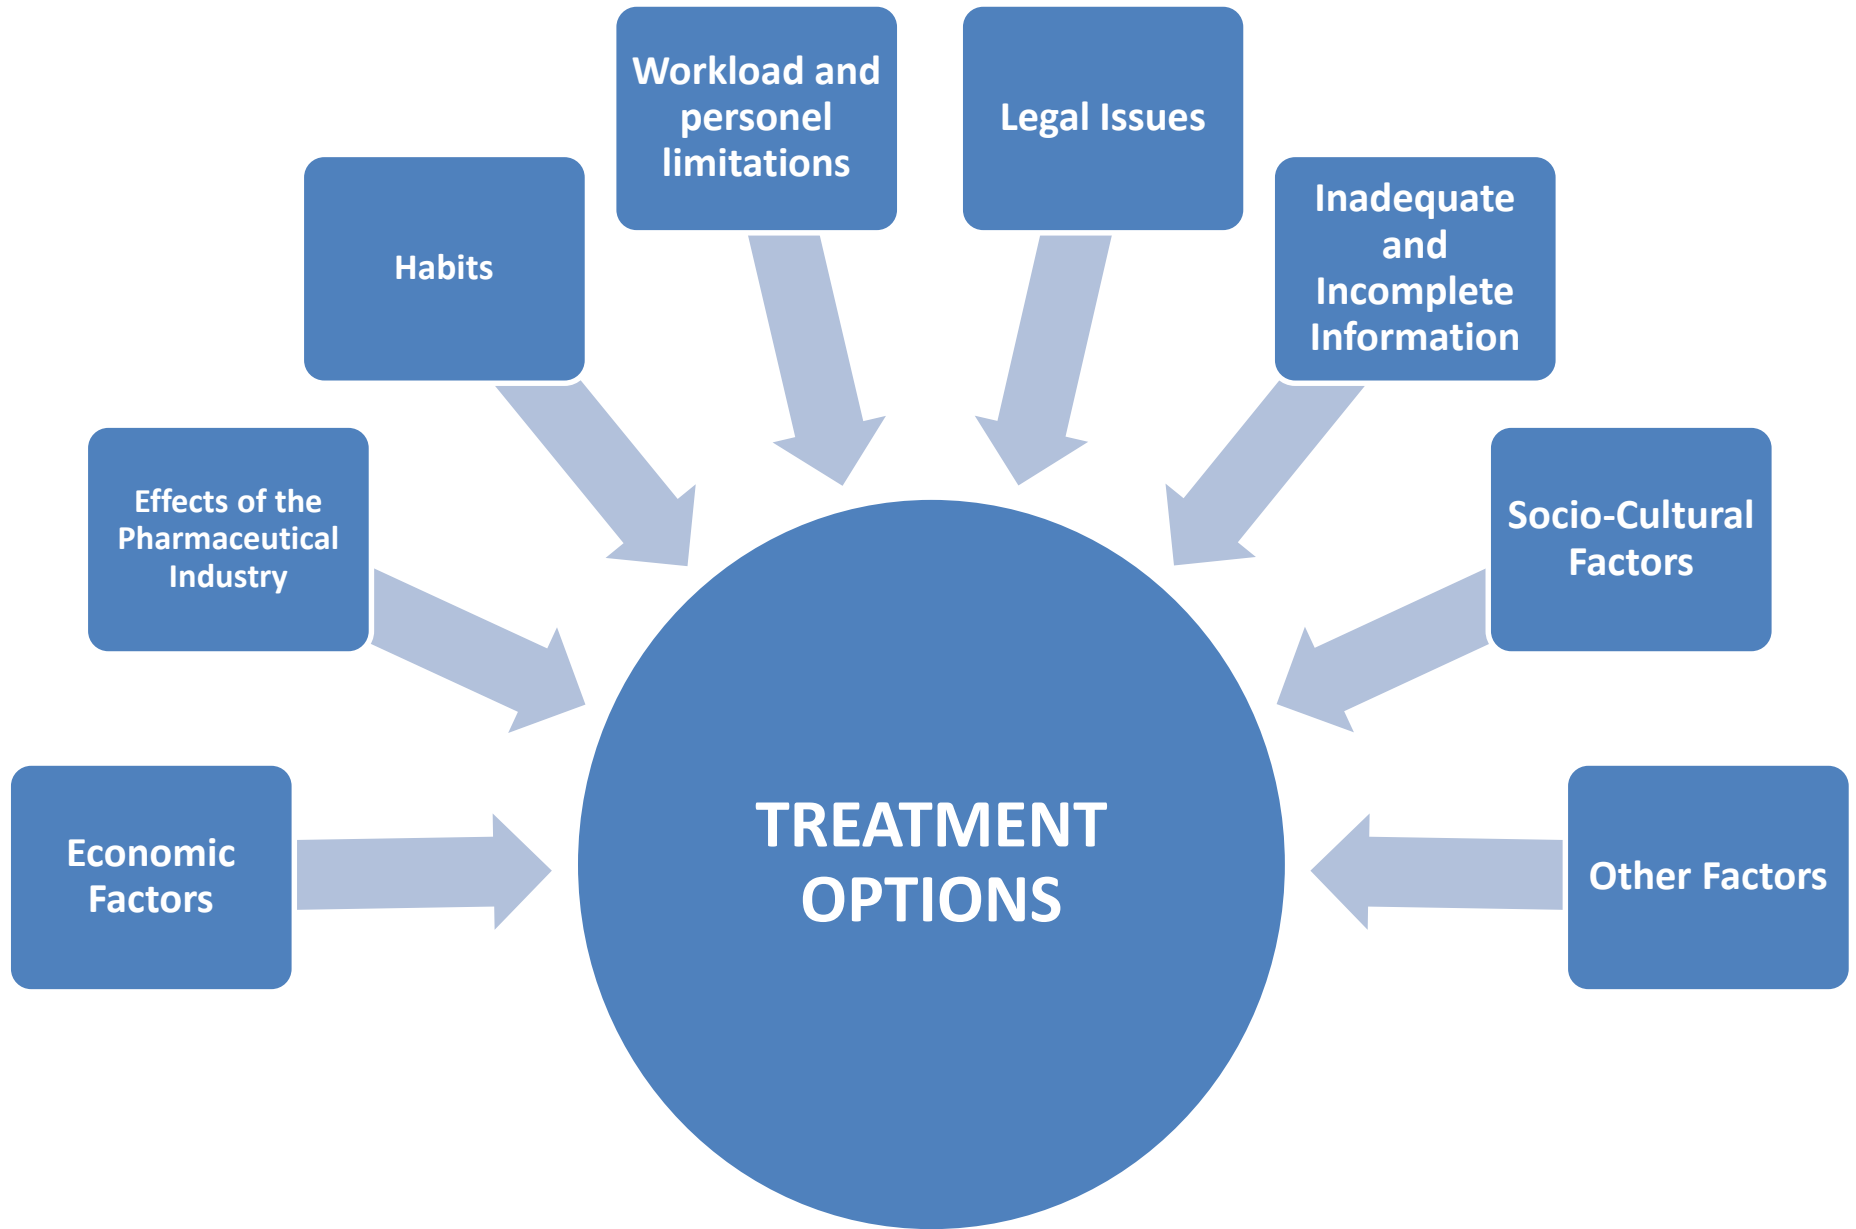 Workload and
personel
limitations
Legal Issues
Habits
Inadequate
and
Incomplete
Information
Effects of the
Pharmaceutical
Industry
Socio-Cultural
Factors
Economic
Factors
TREATMENT
OPTIONS
Other Factors